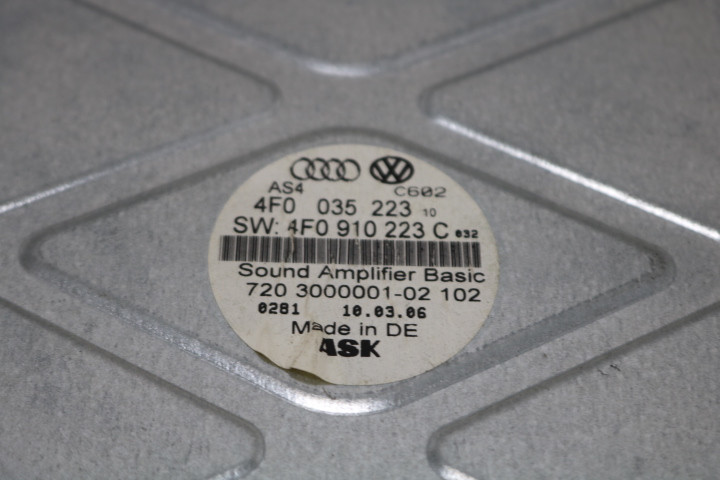 AS4 C602
4F0 035 223 10
SW: 4F0 910 223 C 032
Sound Amplifier Basic
720 3000001-02 102
0281 10.03.06
Made in DE
ASK